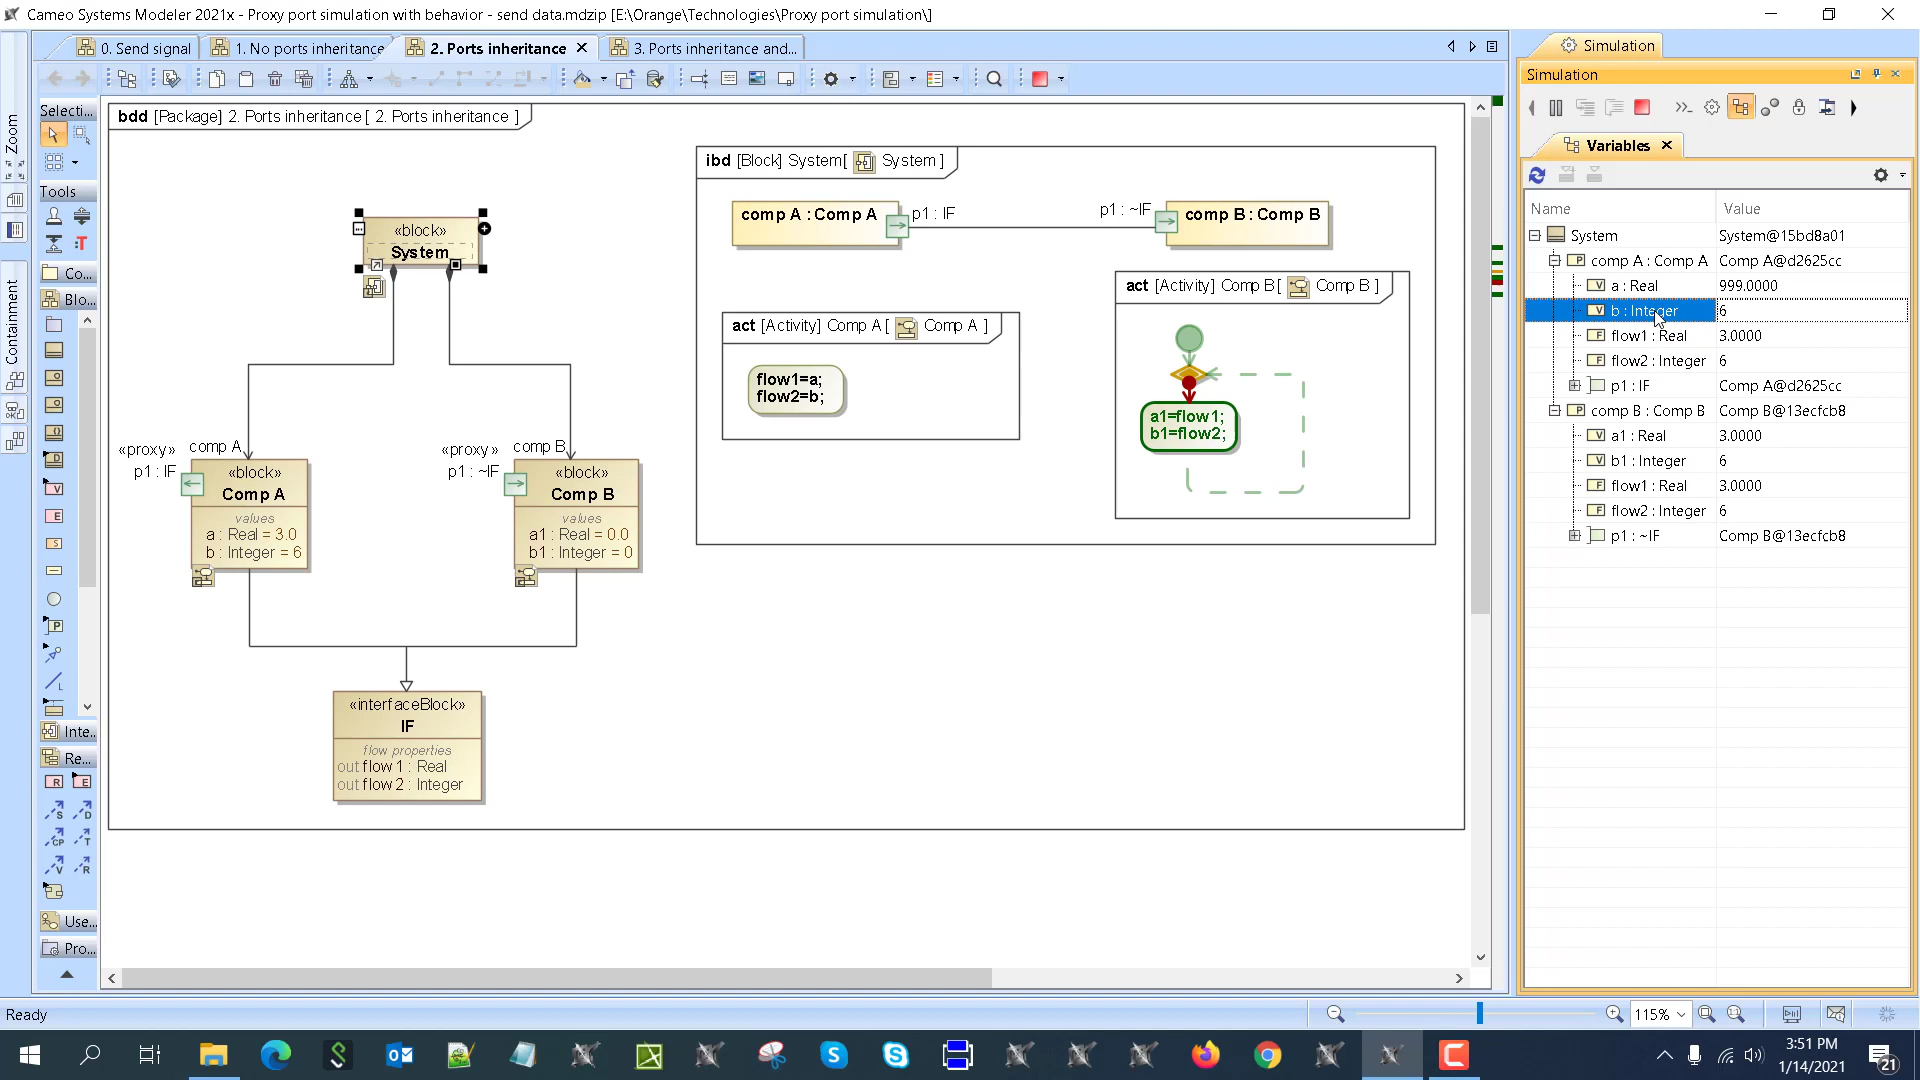 Cameo Systems Modeler 2021x - Proxy port simulation with behavior - send data.mdzip [E:\Orange\Technologies\Proxy port simulation\]
0. Send signal
1. No ports inheritance
2. Ports inheritance
3. Ports inheritance and...
Simulation
Simulation
Variables
Name
Value
System
System@15bd8a01
comp A : Comp A
Comp A@d2625cc
a : Real
999.0000
b : Integer
6
flow1 : Real
3.0000
flow2 : Integer
6
p1 : IF
Comp A@d2625cc
comp B : Comp B
Comp B@13ecfcb8
a1 : Real
3.0000
b1 : Integer
6
flow1 : Real
3.0000
flow2 : Integer
6
p1 : ~IF
Comp B@13ecfcb8
Zoom
Containment
Selecti...
Tools
Co...
Blo...
Inte...
Re...
Use...
Pro...
bdd [Package] 2. Ports inheritance [ 2. Ports inheritance ]
«block»
System
«proxy»
p1 : IF
comp A
«block»
Comp A
values
a : Real = 3.0
b : Integer = 6
«proxy»
p1 : ~IF
comp B
«block»
Comp B
values
a1 : Real = 0.0
b1 : Integer = 0
«interfaceBlock»
IF
flow properties
out flow1 : Real
out flow2 : Integer
ibd [Block] System[ System ]
comp A : Comp A
p1 : IF
p1 : ~IF
comp B : Comp B
act [Activity] Comp A [ Comp A ]
flow1=a;
flow2=b;
act [Activity] Comp B [ Comp B ]
a1=flow1;
b1=flow2;
Ready
115%
3:51 PM
1/14/2021
21